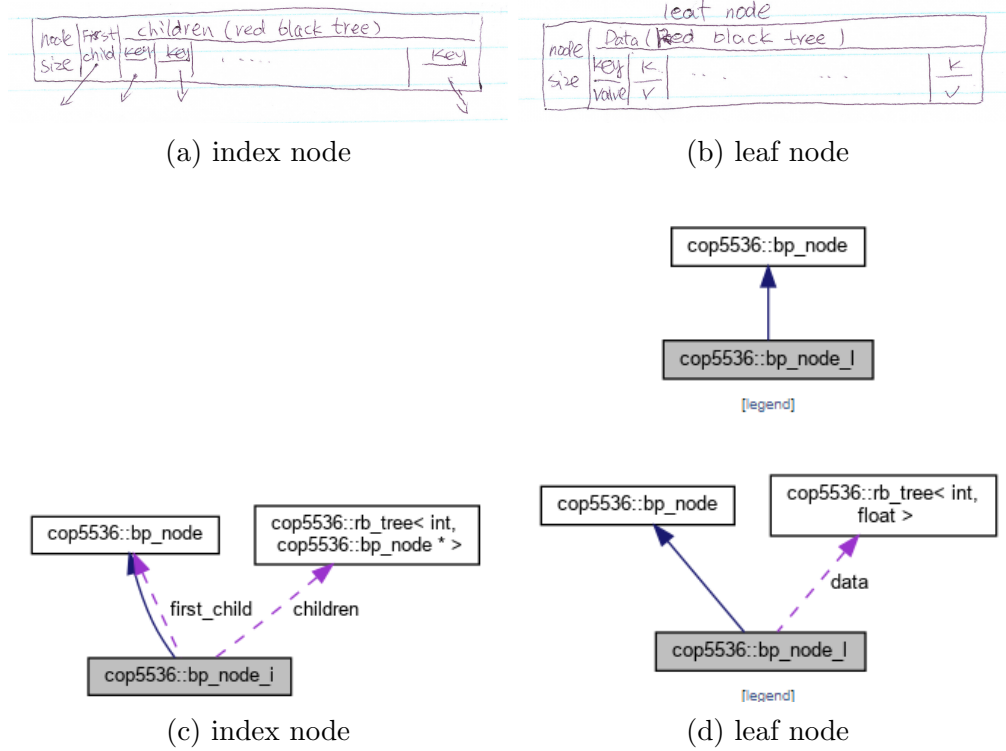 node First children (red black tree)
size child key key ..... key
(a) index node
leaf node
node Data (Red black tree)
size key K .... ... K
value V V
(b) leaf node
cop5536::bp_node
cop5536::bp_node_l
[legend]
cop5536::bp_node
cop5536::rb_tree< int,
cop5536::bp_node * >
first_child
children
cop5536::bp_node_i
(c) index node
cop5536::bp_node
cop5536::rb_tree< int,
float >
data
cop5536::bp_node_l
[legend]
(d) leaf node